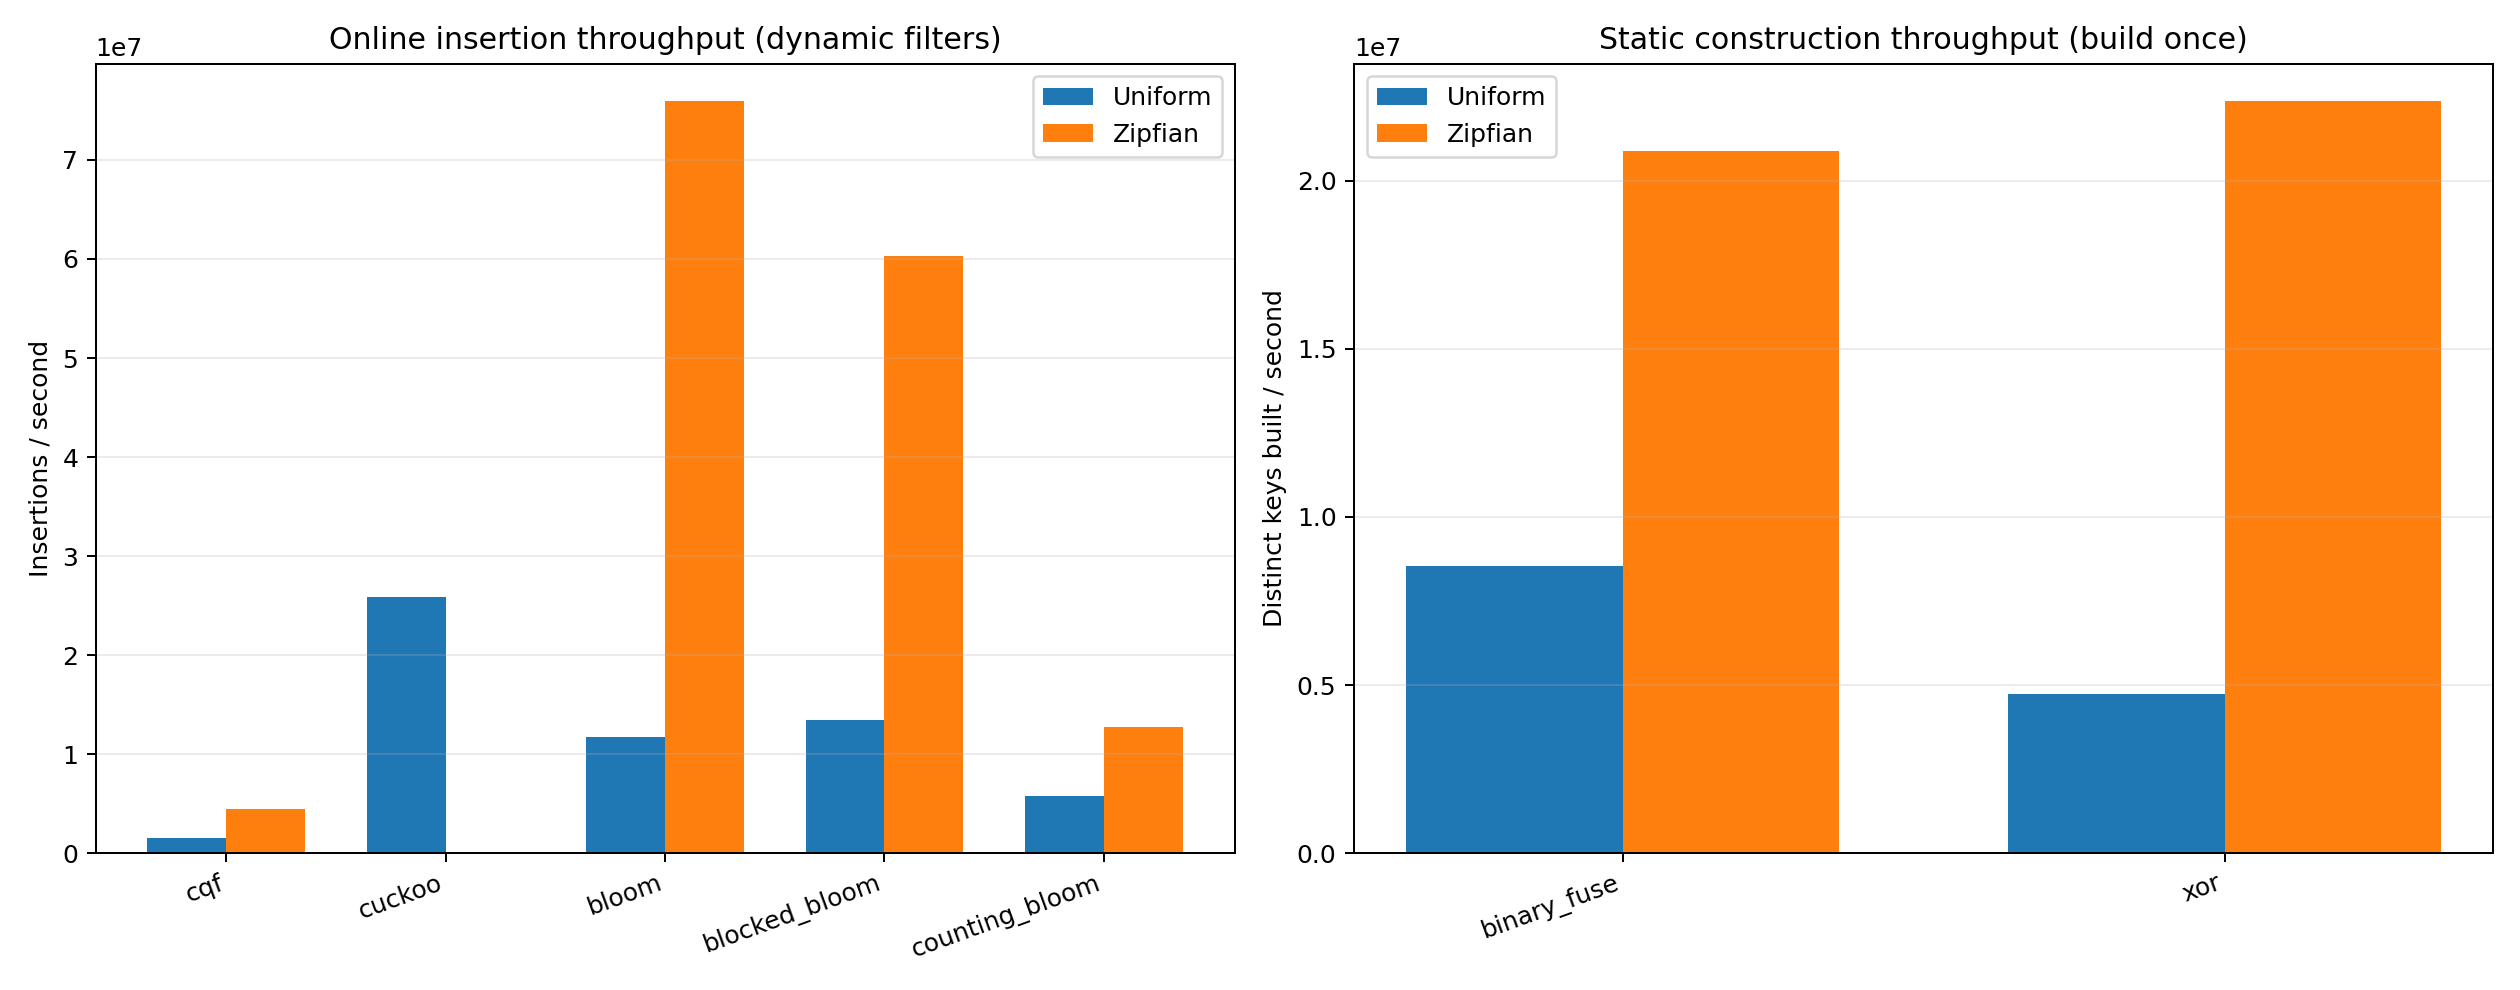 Online insertion throughput (dynamic filters)
1e7
Insertions / second
7
6
5
4
3
2
1
0
Uniform
Zipfian
cqf
cuckoo
bloom
blocked_bloom
counting_bloom
Static construction throughput (build once)
1e7
Distinct keys built / second
2.0
1.5
1.0
0.5
0.0
Uniform
Zipfian
binary_fuse
xor